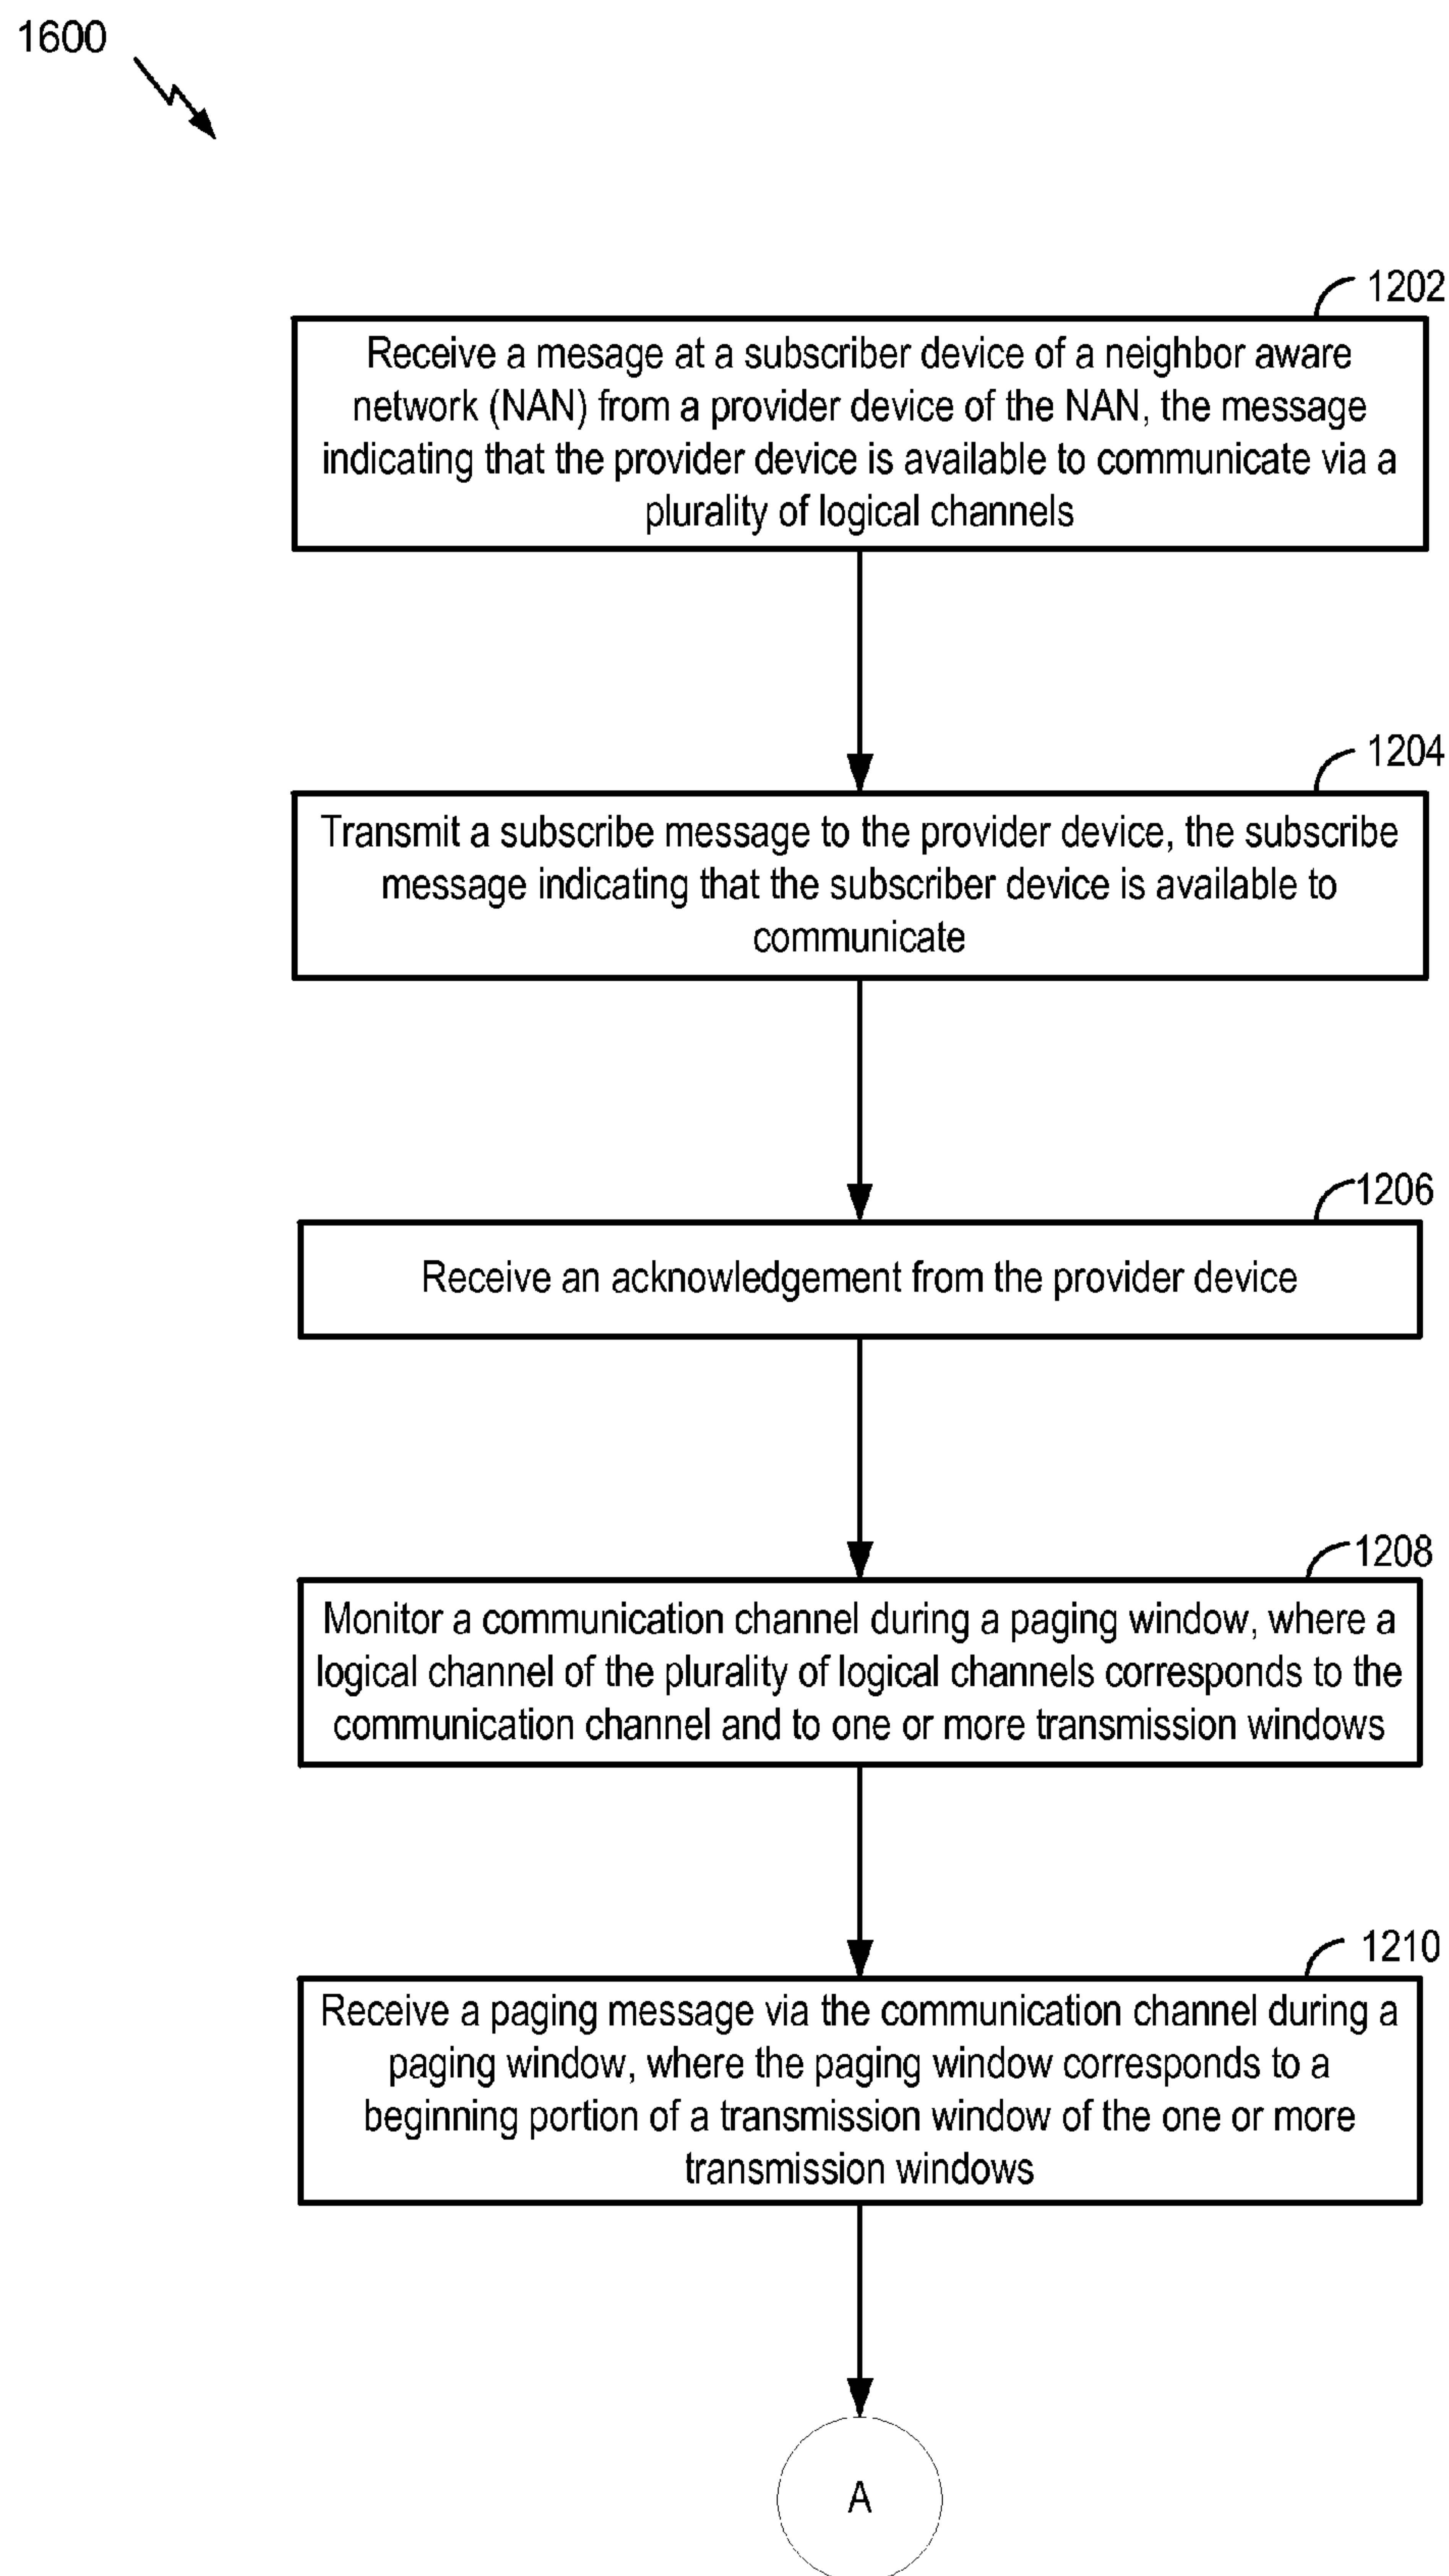 1600
1202
Receive a mesage at a subscriber device of a neighbor aware
network (NAN) from a provider device of the NAN, the message
indicating that the provider device is available to communicate via a
plurality of logical channels
1204
Transmit a subscribe message to the provider device, the subscribe
message indicating that the subscriber device is available to
communicate
1206
Receive an acknowledgement from the provider device
1208
Monitor a communication channel during a paging window, where a
logical channel of the plurality of logical channels corresponds to the
communication channel and to one or more transmission windows
1210
Receive a paging message via the communication channel during a
paging window, where the paging window corresponds to a
beginning portion of a transmission window of the one or more
transmission windows
A